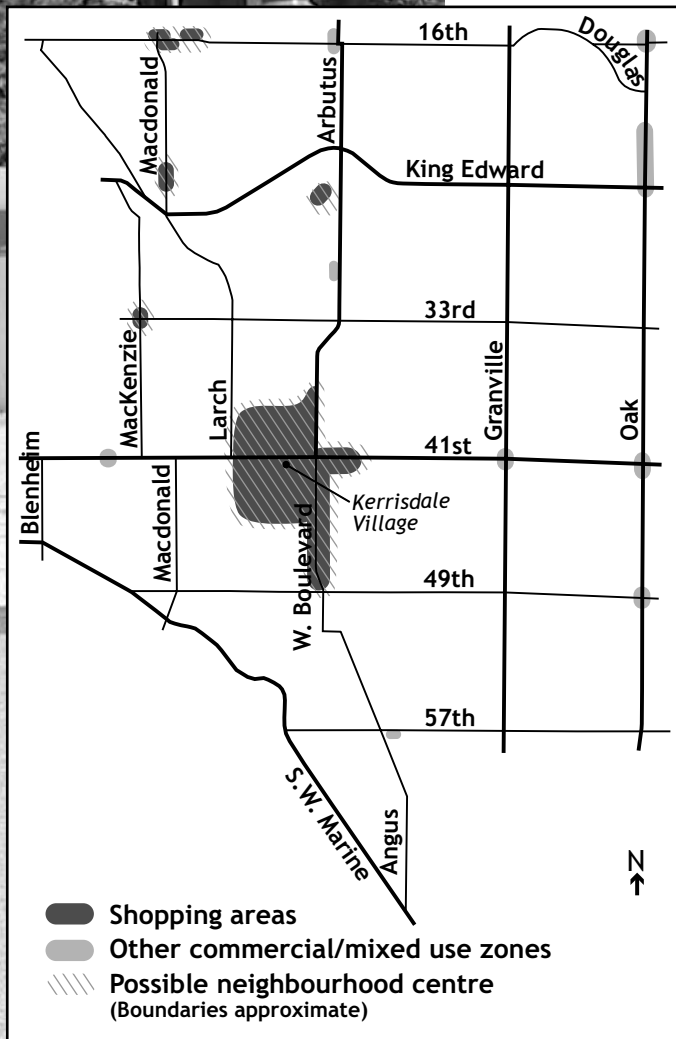 16th
Douglas
Macdonald
Arbutus
King Edward
33rd
MacKenzie
Larch
Granville
Oak
41st
Blenheim
Macdonald
Kerrisdale
Village
W. Boulevard
49th
57th
S.W. Marine
Angus
N
Shopping areas
Other commercial/mixed use zones
Possible neighbourhood centre
(Boundaries approximate)